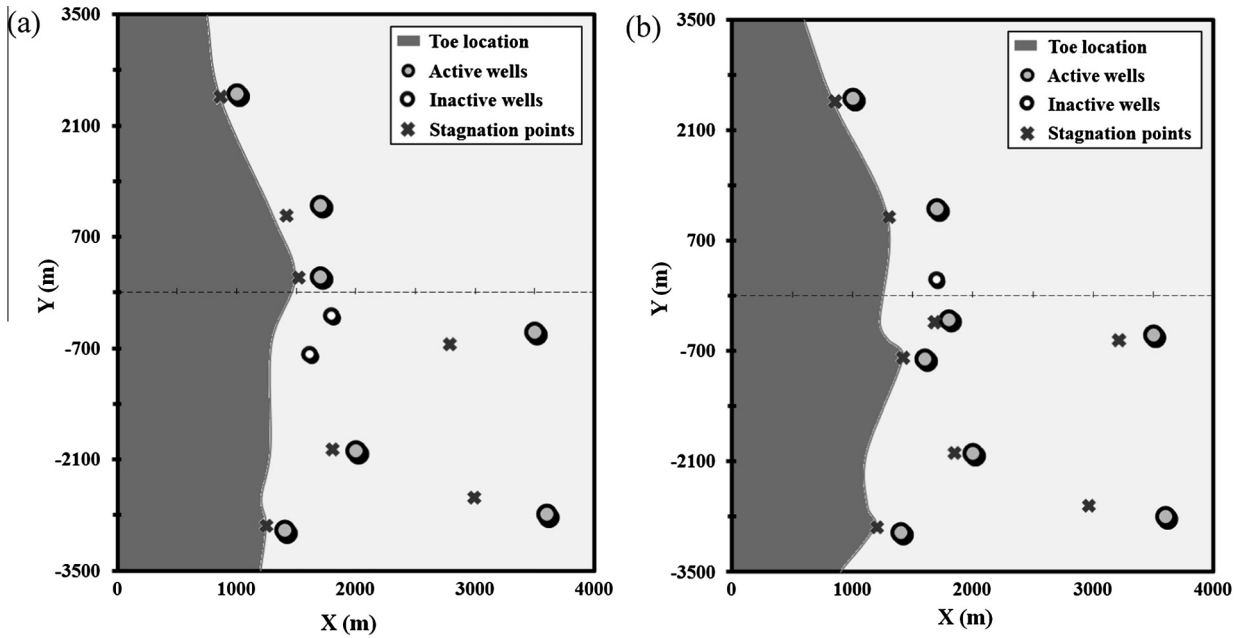 (a)
3500
2100
700
-700
-2100
-3500
Y (m)
0 1000 2000 3000 4000
X (m)
Toe location
Active wells
Inactive wells
Stagnation points
(b)
3500
2100
700
-700
-2100
-3500
Y (m)
0 1000 2000 3000 4000
X (m)
Toe location
Active wells
Inactive wells
Stagnation points